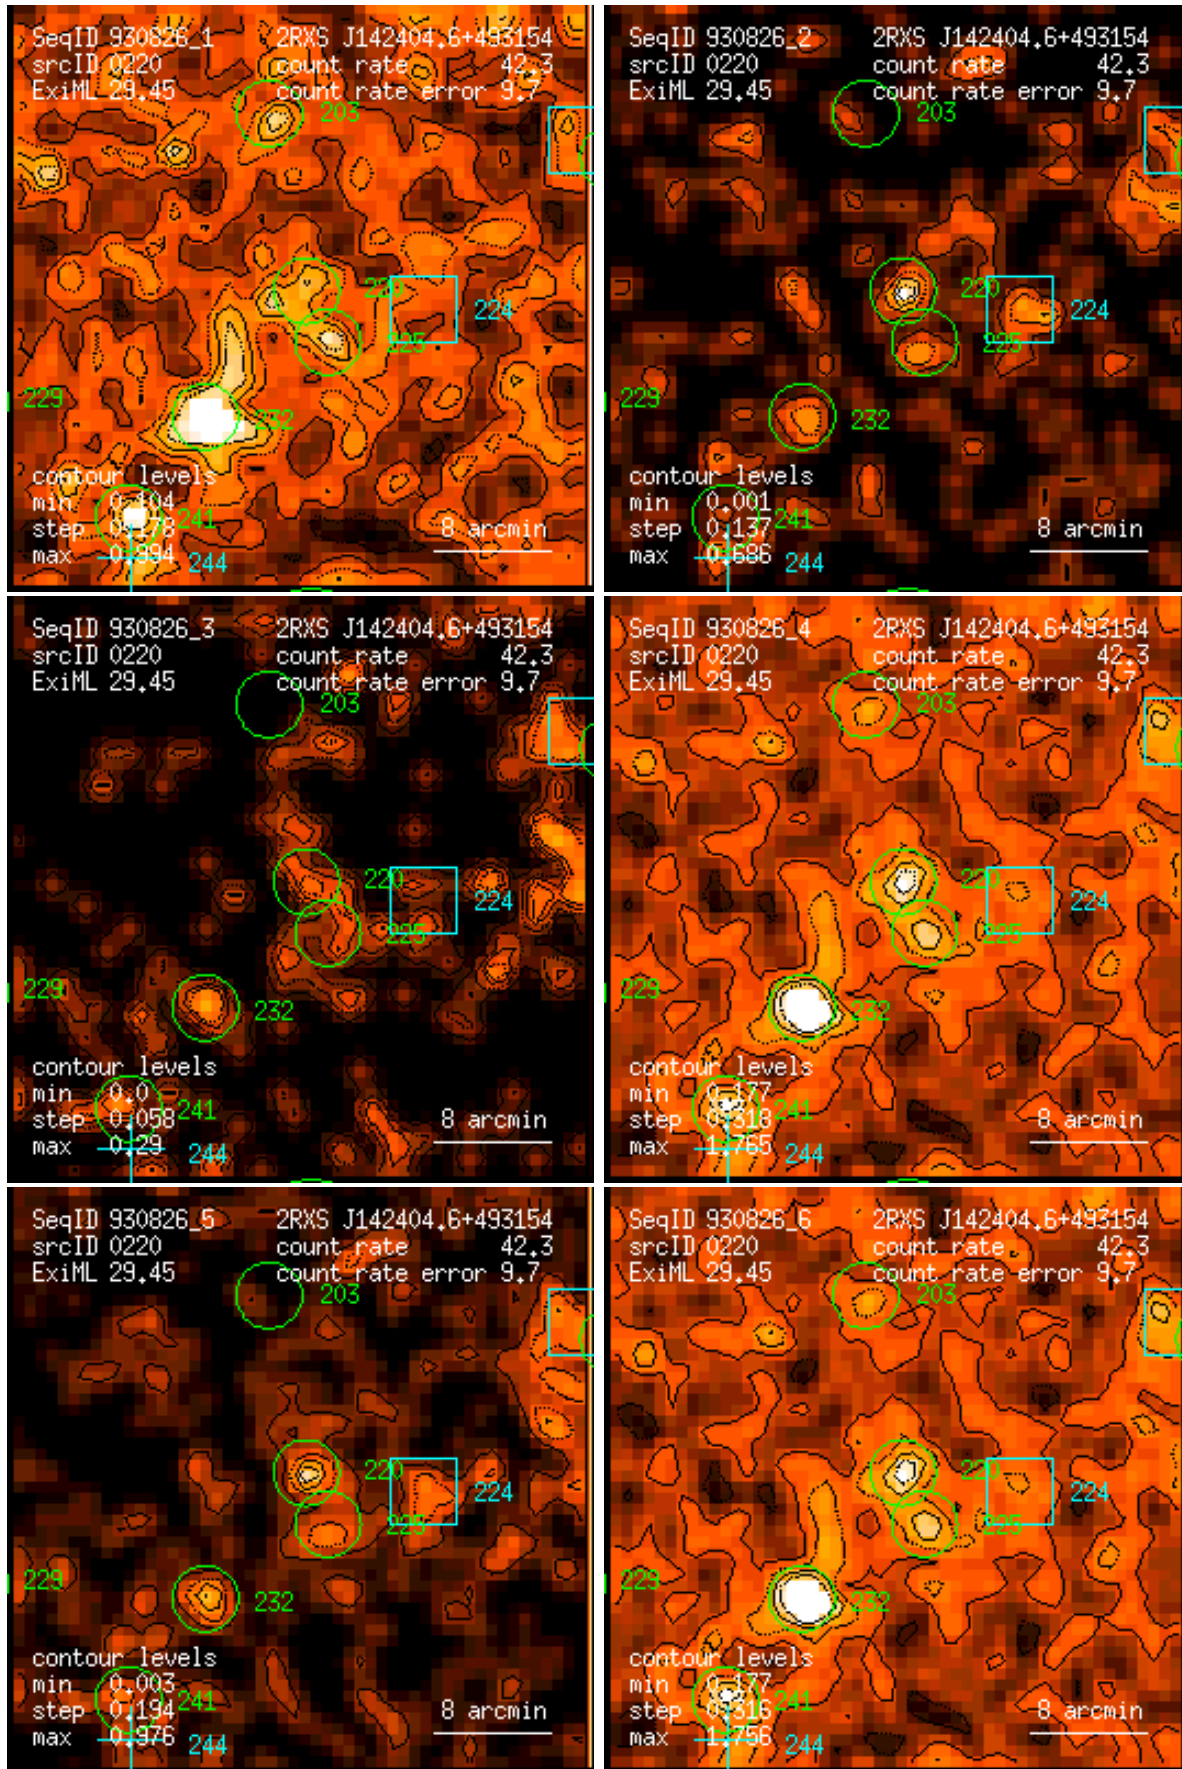 SeqID 930826_1 2RXS J142404.6+493154
srcID 0220 count rate 42.3
ExiML 29.45 count rate error 9.7
203
220
224
225
229
232
contour levels
min 0.104
step 0.178
241
8 arcmin
max 0.994
244
SeqID 930826_2 2RXS J142404.6+493154
srcID 0220 count rate 42.3
ExiML 29.45 count rate error 9.7
203
220
224
225
229
232
contour levels
min 0.001
step 0.137
241
8 arcmin
max 0.686
244
SeqID 930826_3 2RXS J142404.6+493154
srcID 0220 count rate 42.3
ExiML 29.45 count rate error 9.7
203
220
224
225
229
232
contour levels
min 0.0
step 0.058
241
8 arcmin
max 0.29
244
SeqID 930826_4 2RXS J142404.6+493154
srcID 0220 count rate 42.3
ExiML 29.45 count rate error 9.7
203
220
224
225
229
232
contour levels
min 0.177
step 0.318
241
8 arcmin
max 1.765
244
SeqID 930826_5 2RXS J142404.6+493154
srcID 0220 count rate 42.3
ExiML 29.45 count rate error 9.7
203
220
224
225
229
232
contour levels
min 0.003
step 0.194
241
8 arcmin
max 0.976
244
SeqID 930826_6 2RXS J142404.6+493154
srcID 0220 count rate 42.3
ExiML 29.45 count rate error 9.7
203
220
224
225
229
232
contour levels
min 0.177
step 0.316
241
8 arcmin
max 1.756
244